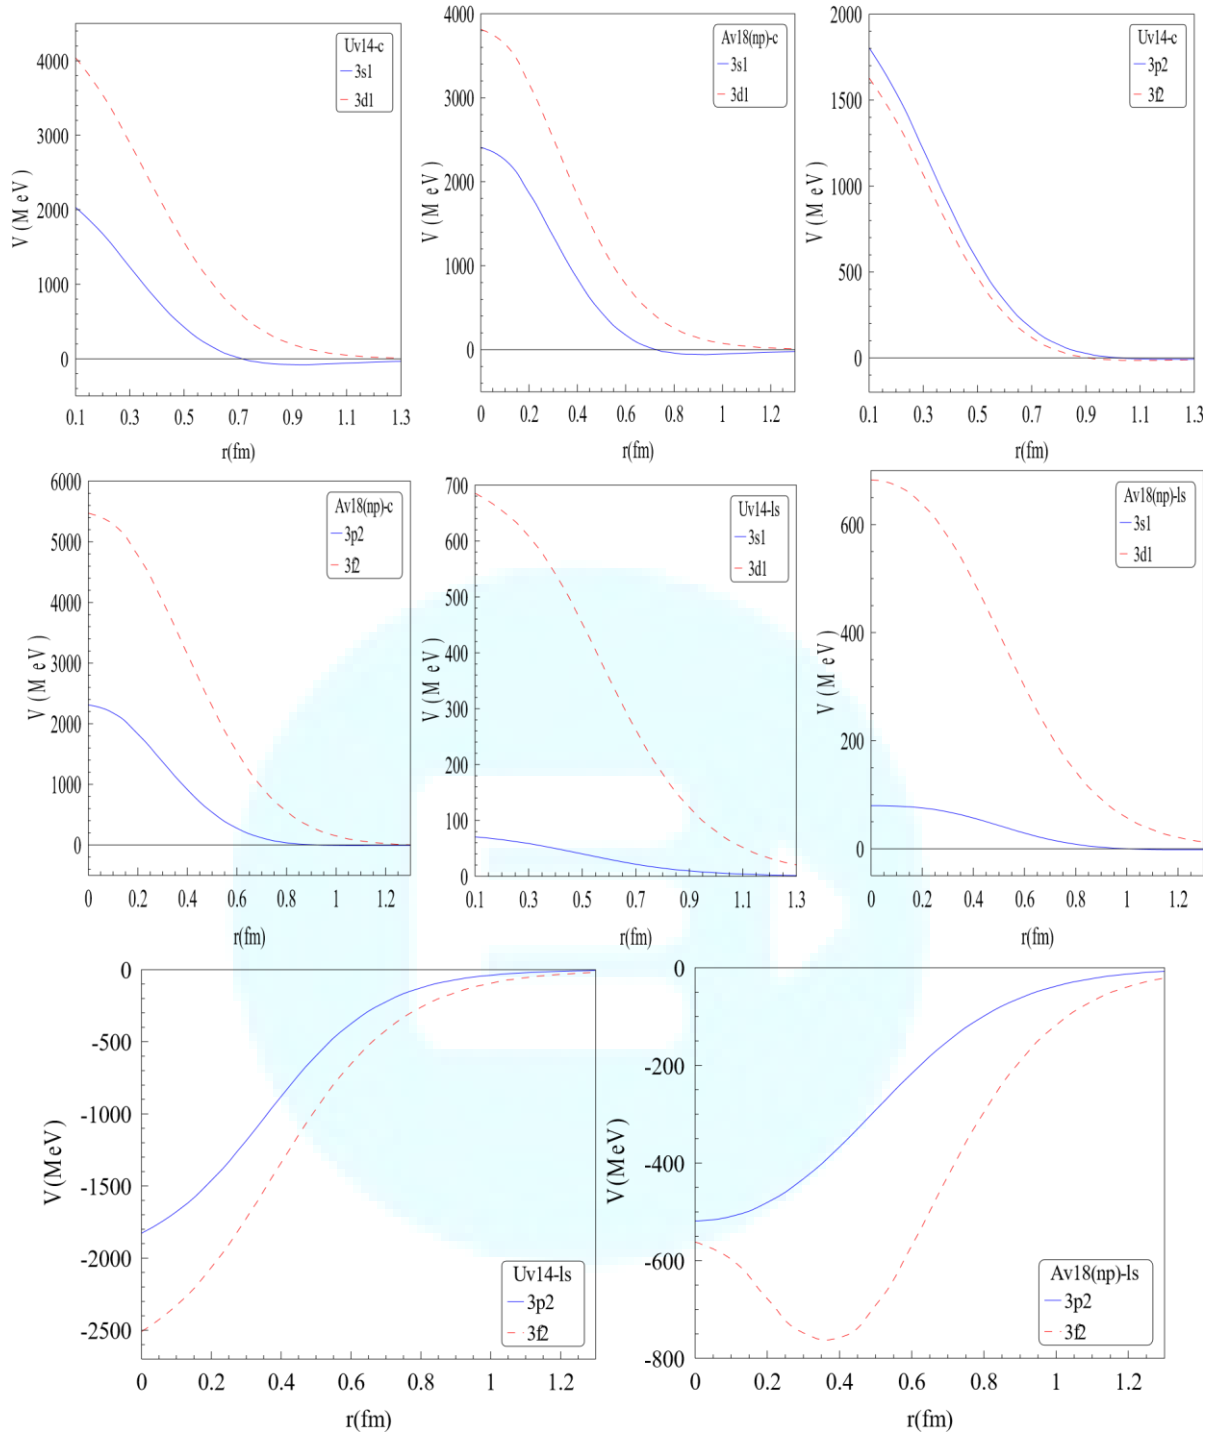 Uv14-c
3s1
3d1
4000
3000
2000
1000
0
V (M eV)
0.1 0.3 0.5 0.7 0.9 1.1 1.3
r(fm)
Av18(np)-c
3s1
3d1
4000
3000
2000
1000
0
V (M eV)
0 0.2 0.4 0.6 0.8 1 1.2
r(fm)
Uv14-c
3p2
3f2
2000
1500
1000
500
0
V (M eV)
0.1 0.3 0.5 0.7 0.9 1.1 1.3
r(fm)
Av18(np)-c
3p2
3f2
6000
5000
4000
3000
2000
1000
0
V (M eV)
0 0.2 0.4 0.6 0.8 1 1.2
r(fm)
Uv14-ls
3s1
3d1
700
600
500
400
300
200
100
0
V (M eV)
0.1 0.3 0.5 0.7 0.9 1.1 1.3
r(fm)
Av18(np)-ls
3s1
3d1
600
400
200
0
V (M eV)
0 0.2 0.4 0.6 0.8 1 1.2
r(fm)
0
-500
-1000
-1500
-2000
-2500
V(MeV)
Uv14-ls
3p2
3f2
0 0.2 0.4 0.6 0.8 1 1.2
r(fm)
0
-200
-400
-600
-800
V(MeV)
Av18(np)-ls
3p2
3f2
0 0.2 0.4 0.6 0.8 1 1.2
r(fm)